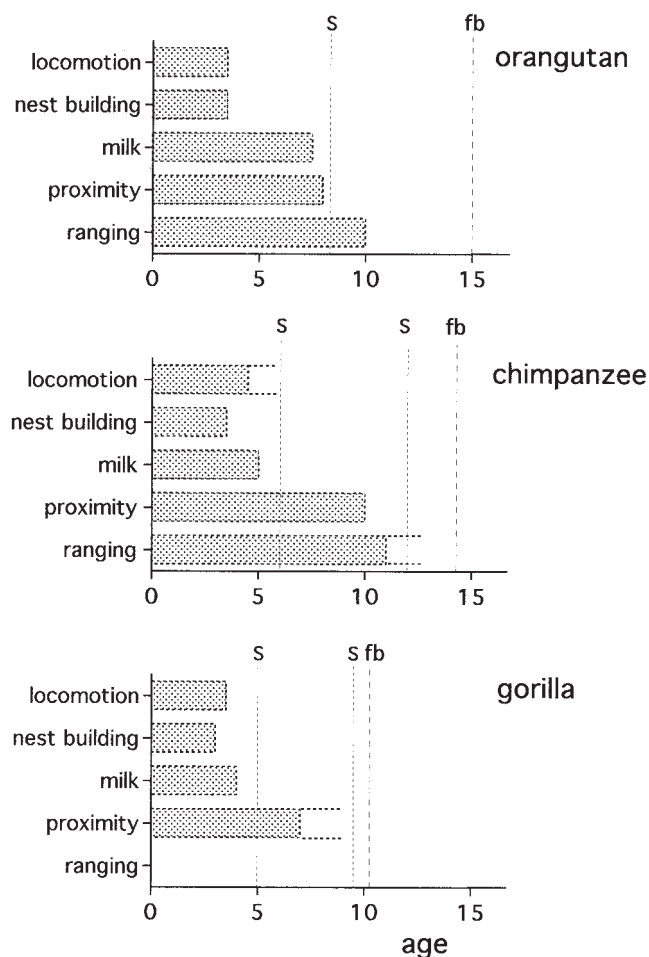 S fb
orangutan
locomotion
nest building
milk
proximity
ranging
0 5 10 15
S S fb
chimpanzee
locomotion
nest building
milk
proximity
ranging
0 5 10 15
S S fb
gorilla
locomotion
nest building
milk
proximity
ranging
0 5 10 15
age